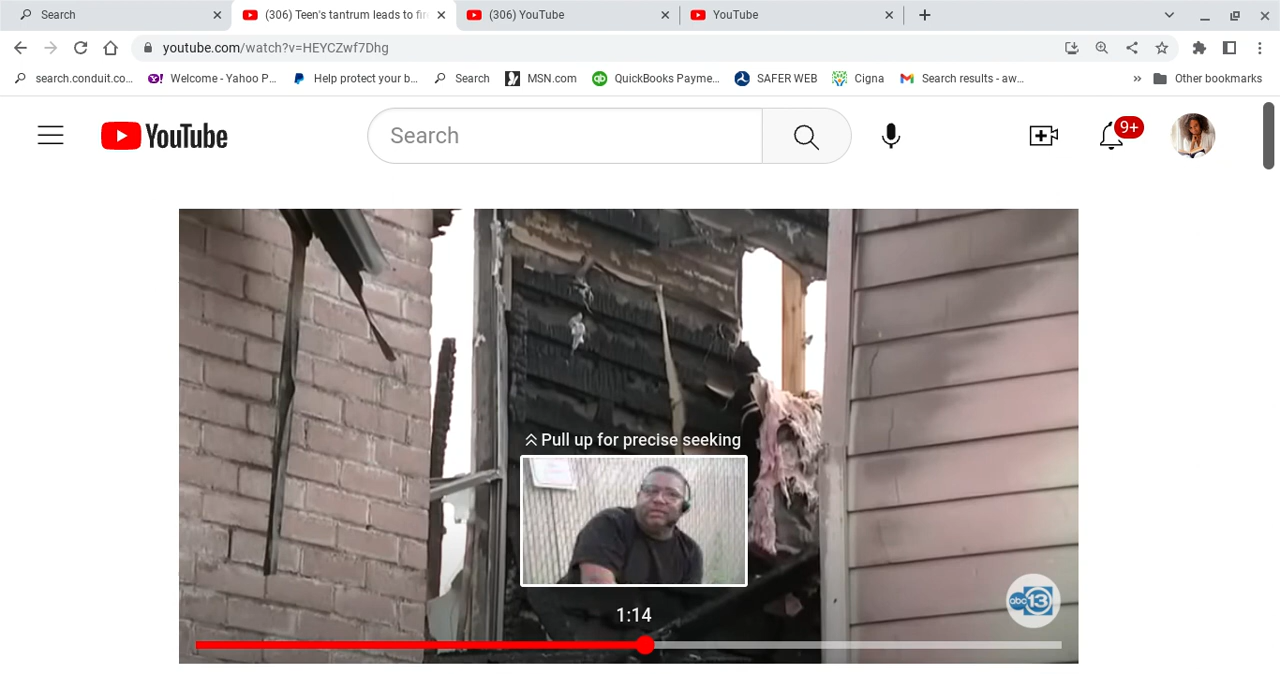 Search
(306) Teen's tantrum leads to fire
(306) YouTube
YouTube
youtube.com/watch?v=HEYCZwf7Dhg
search.conduit.co...
Welcome - Yahoo P...
Help protect your b...
Search
MSN.com
QuickBooks Payme...
SAFER WEB
Cigna
Search results - aw...
»
Other bookmarks
YouTube
Search
9+
Pull up for precise seeking
1:14
abc 13